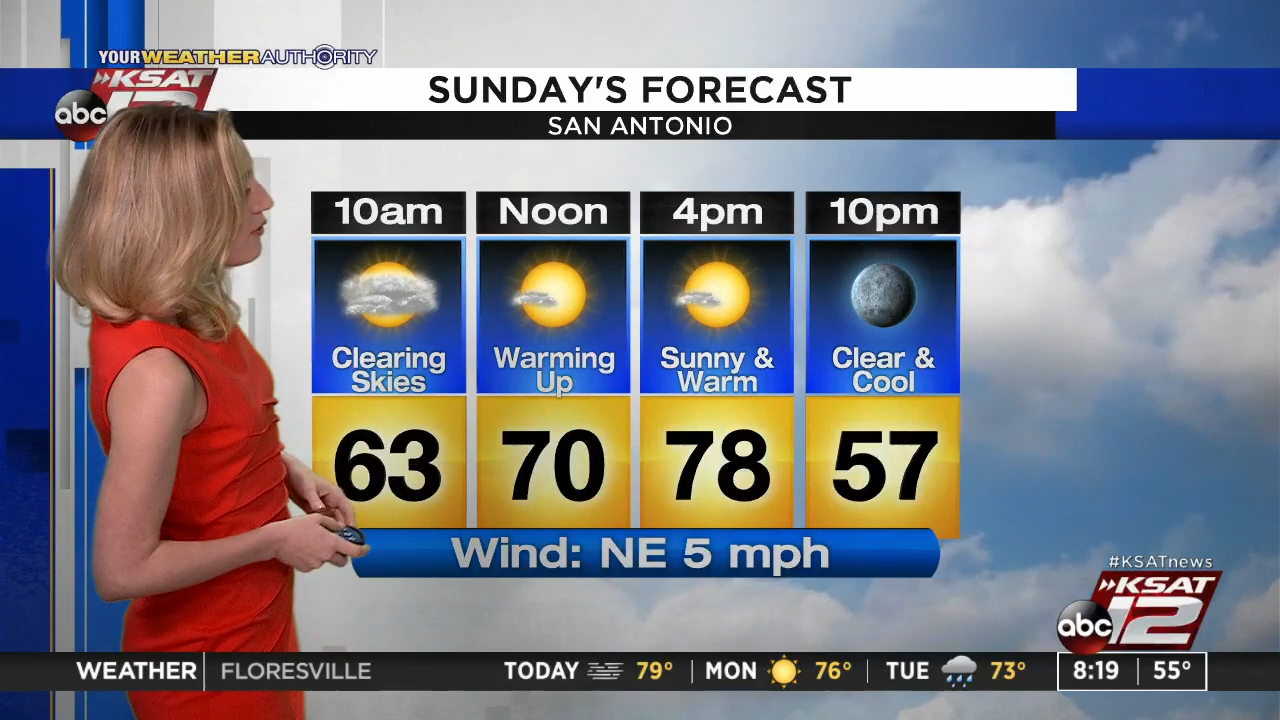 YOURWEATHERAUTHORITY
KSAT
12
abc
SUNDAY'S FORECAST
SAN ANTONIO
10am
Noon
4pm
10pm
Clearing
Skies
Warming
Up
Sunny &
Warm
Clear &
Cool
63
70
78
57
Wind: NE 5 mph
#KSATnews
KSAT
abc 12
WEATHER FLORESVILLE TODAY 79° MON 76° TUE 73° 8:19 55°